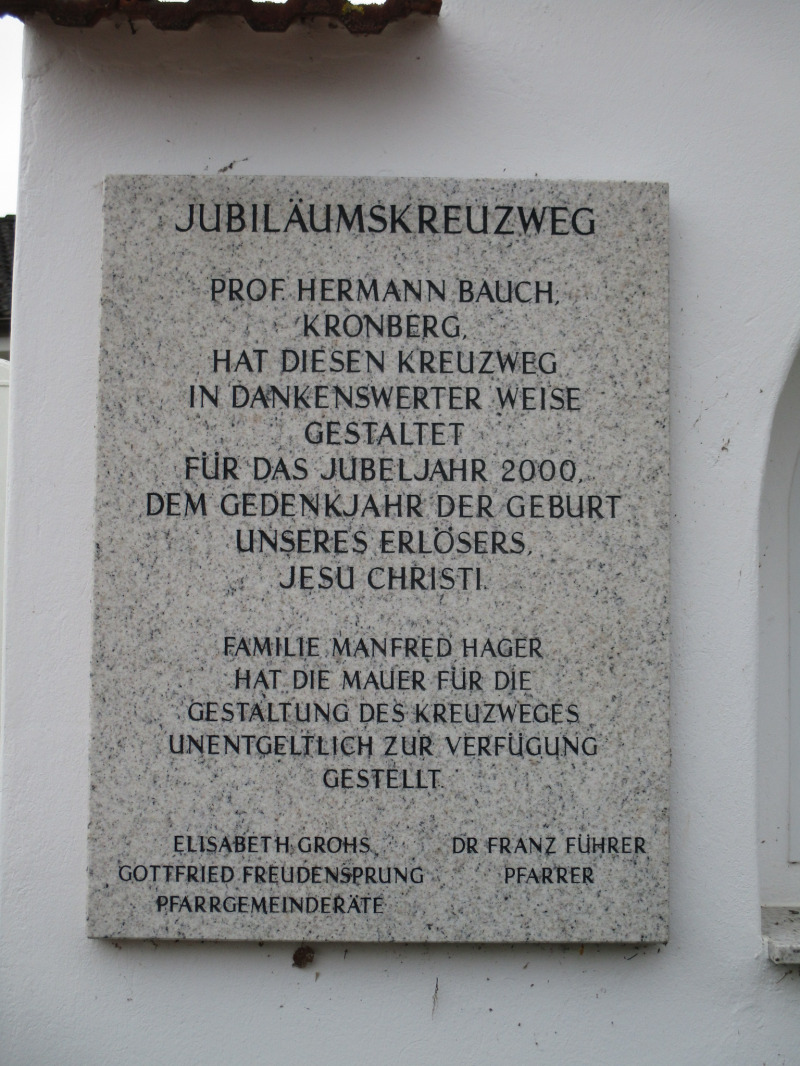 JUBILÄUMSKREUZWEG
PROF. HERMANN BAUCH,
KRONBERG,
HAT DIESEN KREUZWEG
IN DANKENSWERTER WEISE
GESTALTET
FÜR DAS JUBELJAHR 2000,
DEM GEDENKJAHR DER GEBURT
UNSERES ERLÖSERS,
JESU CHRISTI.
FAMILIE MANFRED HAGER
HAT DIE MAUER FÜR DIE
GESTALTUNG DES KREUZWEGES
UNENTGELTLICH ZUR VERFÜGUNG
GESTELLT.
ELISABETH GROHS, DR FRANZ FÜHRER
GOTTFRIED FREUDENSPRUNG PFARRER
PFARRGEMEINDERÄTE